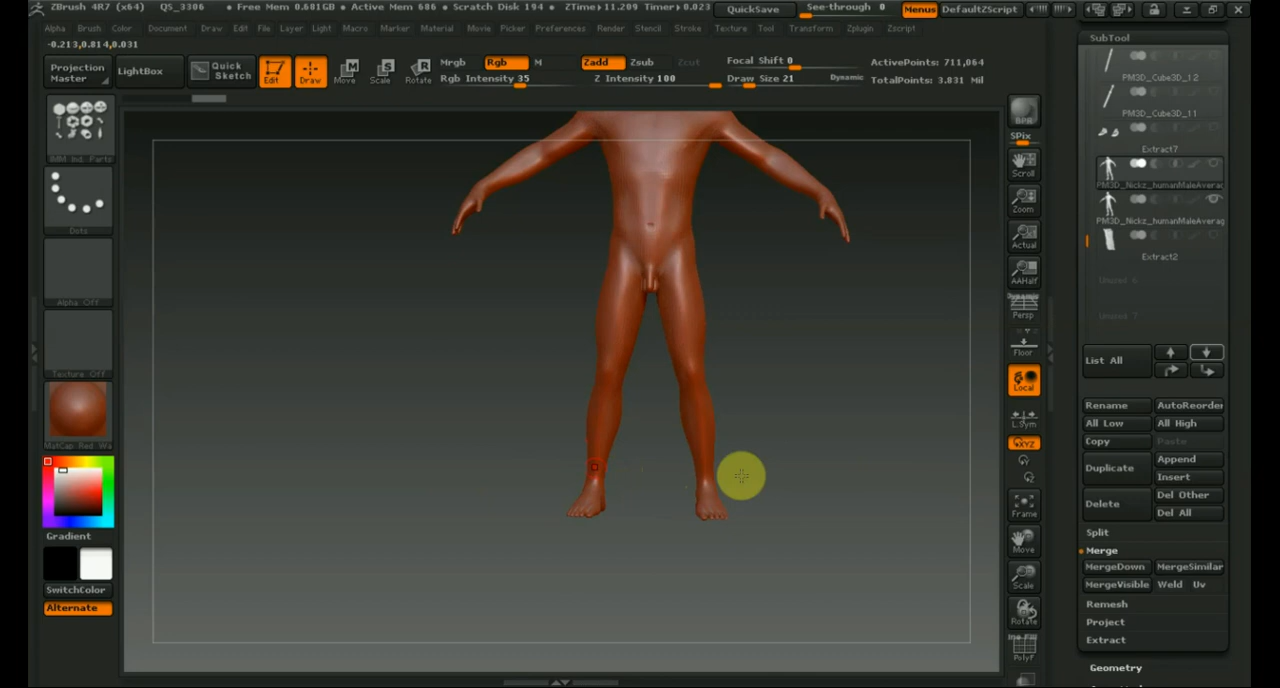 ZBrush 4R7 (x64) QS_3306 • Free Mem 0.681GB • Active Mem 686 • Scratch Disk 194 • ZTime▸11.209 Timer▸0.023
QuickSave See-through 0 Menus DefaultZScript
Alpha Brush Color Document Draw Edit File Layer Light Macro Marker Material Movie Picker Preferences Render Stencil Stroke Texture Tool Transform Zplugin Zscript
-0.213,0.814,0.031
Projection Master
LightBox
Quick Sketch
Edit
Draw
Move
Scale
Rotate
Mrgb Rgb M
Rgb Intensity 35
Zadd Zsub Zcut
Z Intensity 100
Focal Shift 0
Draw Size 21 Dynamic
ActivePoints: 711,064
TotalPoints: 3.831 Mil
IMM Ind. Parts
Dots
Alpha Off
Texture Off
MatCap Red Wa
Gradient
SwitchColor
Alternate
BPR
SPix
Scroll
Zoom
Actual
AAHalf
Persp
Floor
Local
L.Sym
XYZ
Frame
Move
Scale
Rotate
PolyF
SubTool
PM3D_Cube3D_12
PM3D_Cube3D_11
Extract7
PM3D_Nickz_humanMaleAverag
PM3D_Nickz_humanMaleAverag
Extract2
Unused 6
Unused 7
List All
Rename AutoReorder
All Low All High
Copy Paste
Duplicate Append
Insert
Delete Del Other
Del All
Split
Merge
MergeDown MergeSimilar
MergeVisible Weld Uv
Remesh
Project
Extract
Geometry